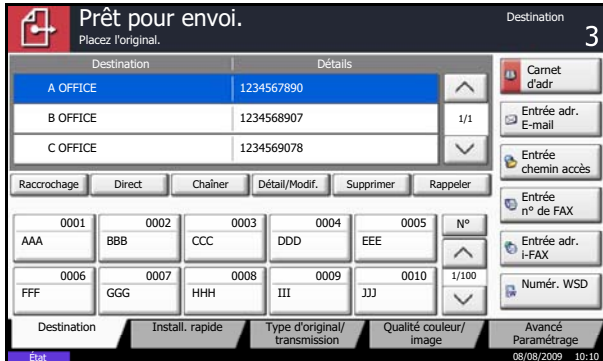 Prêt pour envoi.
Placez l'original.
Destination
3
Destination Détails
A OFFICE 1234567890
B OFFICE 1234568907
C OFFICE 1234569078
1/1
Raccrochage Direct Chaîner Détail/Modif. Supprimer Rappeler
0001 0002 0003 0004 0005 N°
AAA BBB CCC DDD EEE
0006 0007 0008 0009 0010 1/100
FFF GGG HHH III JJJ
Carnet
d'adr
Entrée adr.
E-mail
Entrée
chemin accès
Entrée
n° de FAX
Entrée adr.
i-FAX
Numér. WSD
Destination
Install. rapide
Type d'original/
transmission
Qualité couleur/
image
Avancé
Paramétrage
État
08/08/2009 10:10